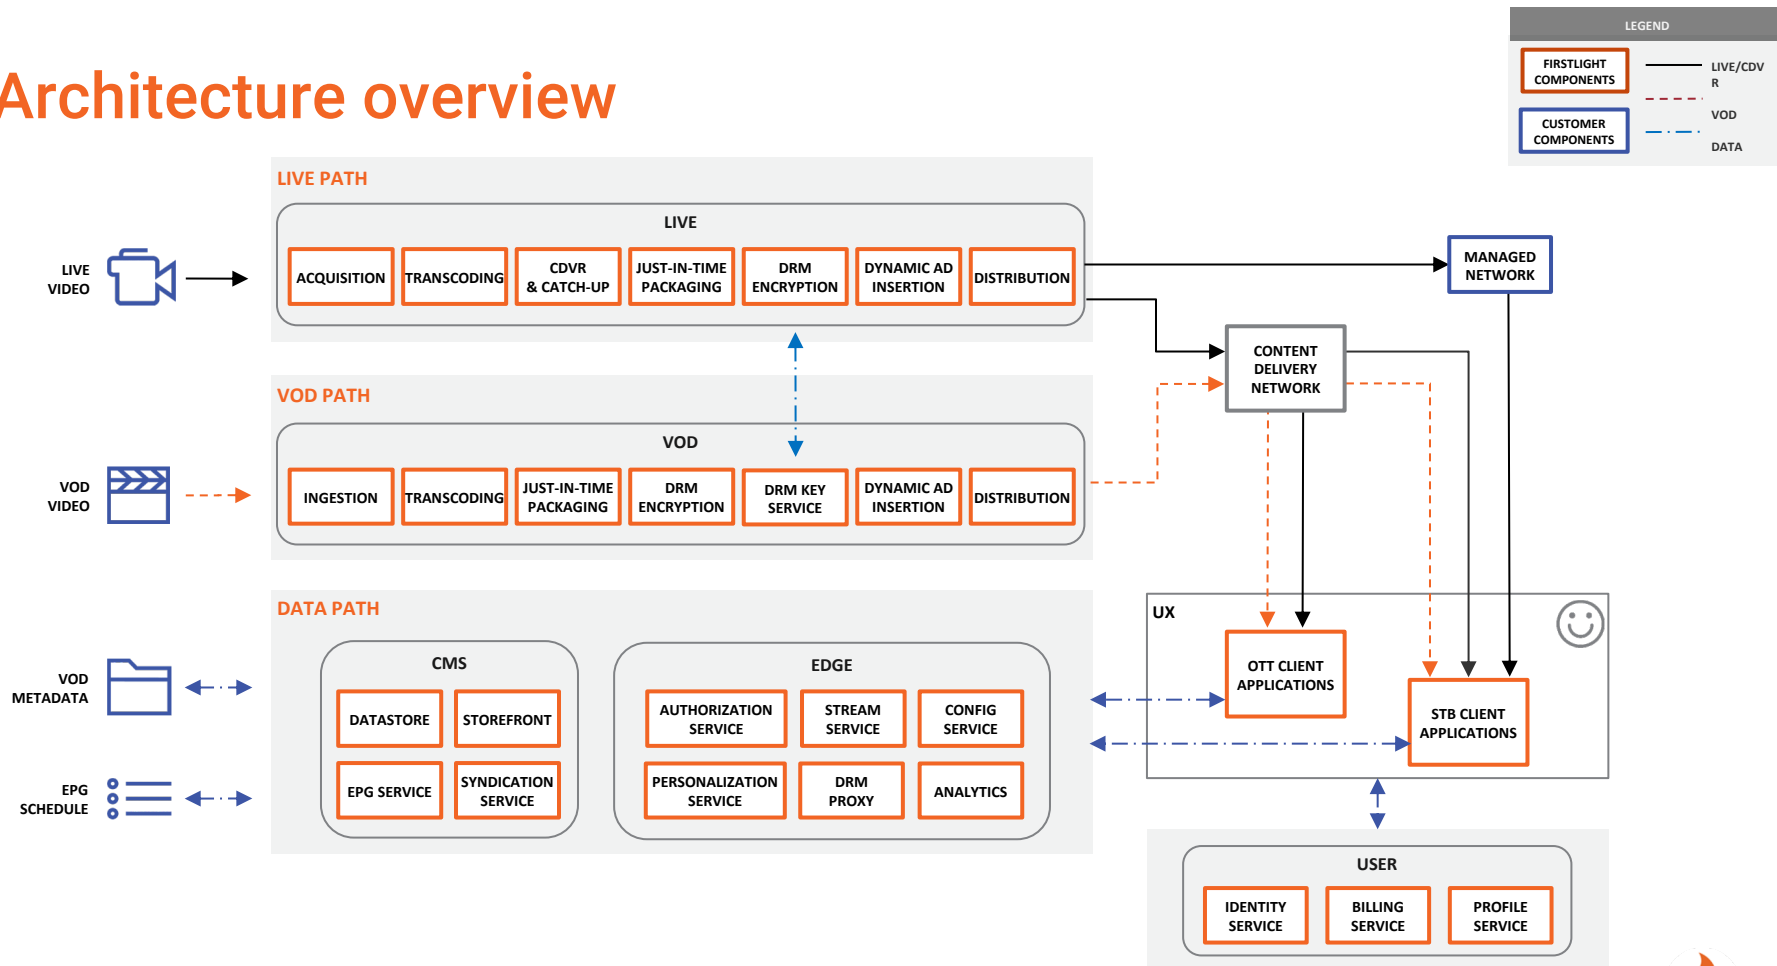 Architecture overview
LEGEND
FIRSTLIGHT
COMPONENTS
LIVE/CDV
R
VOD
CUSTOMER
COMPONENTS
DATA
LIVE PATH
LIVE
LIVE
VIDEO
ACQUISITION
TRANSCODING
CDVR
& CATCH-UP
JUST-IN-TIME
PACKAGING
DRM
ENCRYPTION
DYNAMIC AD
INSERTION
DISTRIBUTION
MANAGED
NETWORK
CONTENT
DELIVERY
NETWORK
VOD PATH
VOD
VOD
VIDEO
INGESTION
TRANSCODING
JUST-IN-TIME
PACKAGING
DRM
ENCRYPTION
DRM KEY
SERVICE
DYNAMIC AD
INSERTION
DISTRIBUTION
DATA PATH
VOD
METADATA
EPG
SCHEDULE
CMS
DATASTORE
STOREFRONT
EPG SERVICE
SYNDICATION
SERVICE
EDGE
AUTHORIZATION
SERVICE
STREAM
SERVICE
CONFIG
SERVICE
PERSONALIZATION
SERVICE
DRM
PROXY
ANALYTICS
UX
OTT CLIENT
APPLICATIONS
STB CLIENT
APPLICATIONS
USER
IDENTITY
SERVICE
BILLING
SERVICE
PROFILE
SERVICE